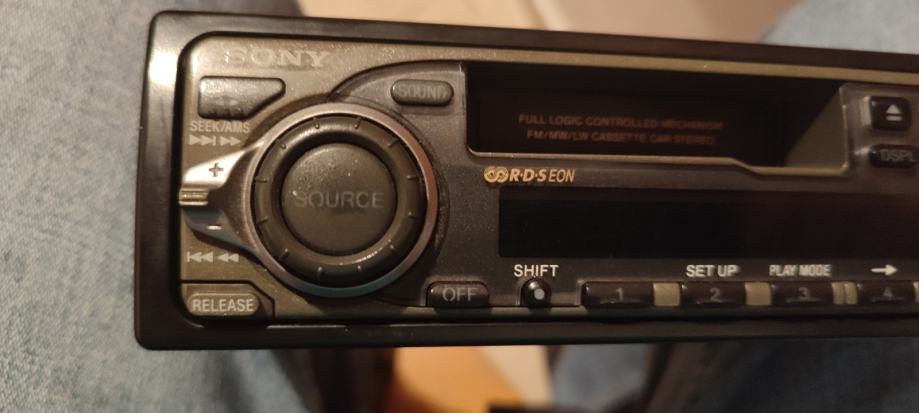 SONY
SOUND
SEEK/AMS
+
SOURCE
−
RELEASE
OFF
FULL LOGIC CONTROLLED MECHANISM
FM/MW/LW CASSETTE CAR STEREO
R·D·S EON
DSPL
SHIFT
SET UP
PLAY MODE
1
2
3
4